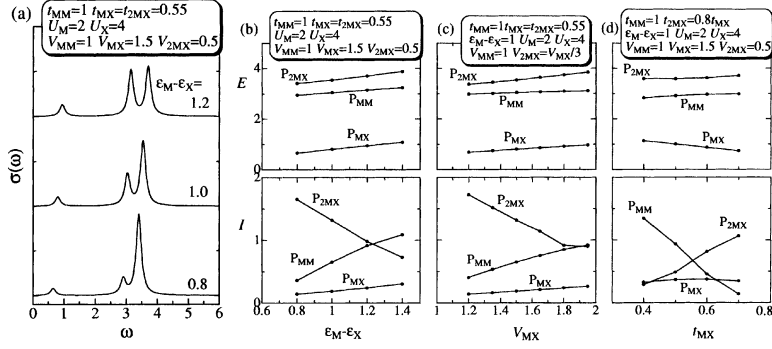 (a)
t_MM=1 t_MX=t_2MX=0.55
U_M=2 U_X=4
V_MM=1 V_MX=1.5 V_2MX=0.5
ε_M-ε_X=
1.2
1.0
0.8
σ(ω)
0 1 2 3 4 5 6
ω
(b)
t_MM=1 t_MX=t_2MX=0.55
U_M=2 U_X=4
V_MM=1 V_MX=1.5 V_2MX=0.5
E
4
2
0
P_2MX
P_MM
P_MX
I
2
1
0
P_2MX
P_MM
P_MX
0.6 0.8 1 1.2 1.4
ε_M-ε_X
(c)
t_MM=1 t_MX=t_2MX=0.55
ε_M-ε_X=1 U_M=2 U_X=4
V_MM=1 V_2MX=V_MX/3
P_2MX
P_MM
P_MX
P_2MX
P_MM
P_MX
1 1.2 1.4 1.6 1.8 2
V_MX
(d)
t_MM=1 t_2MX=0.8t_MX
ε_M-ε_X=1 U_M=2 U_X=4
V_MM=1 V_MX=1.5 V_2MX=0.5
P_2MX
P_MM
P_MX
P_MM
P_2MX
P_MX
0.4 0.6 0.8
t_MX